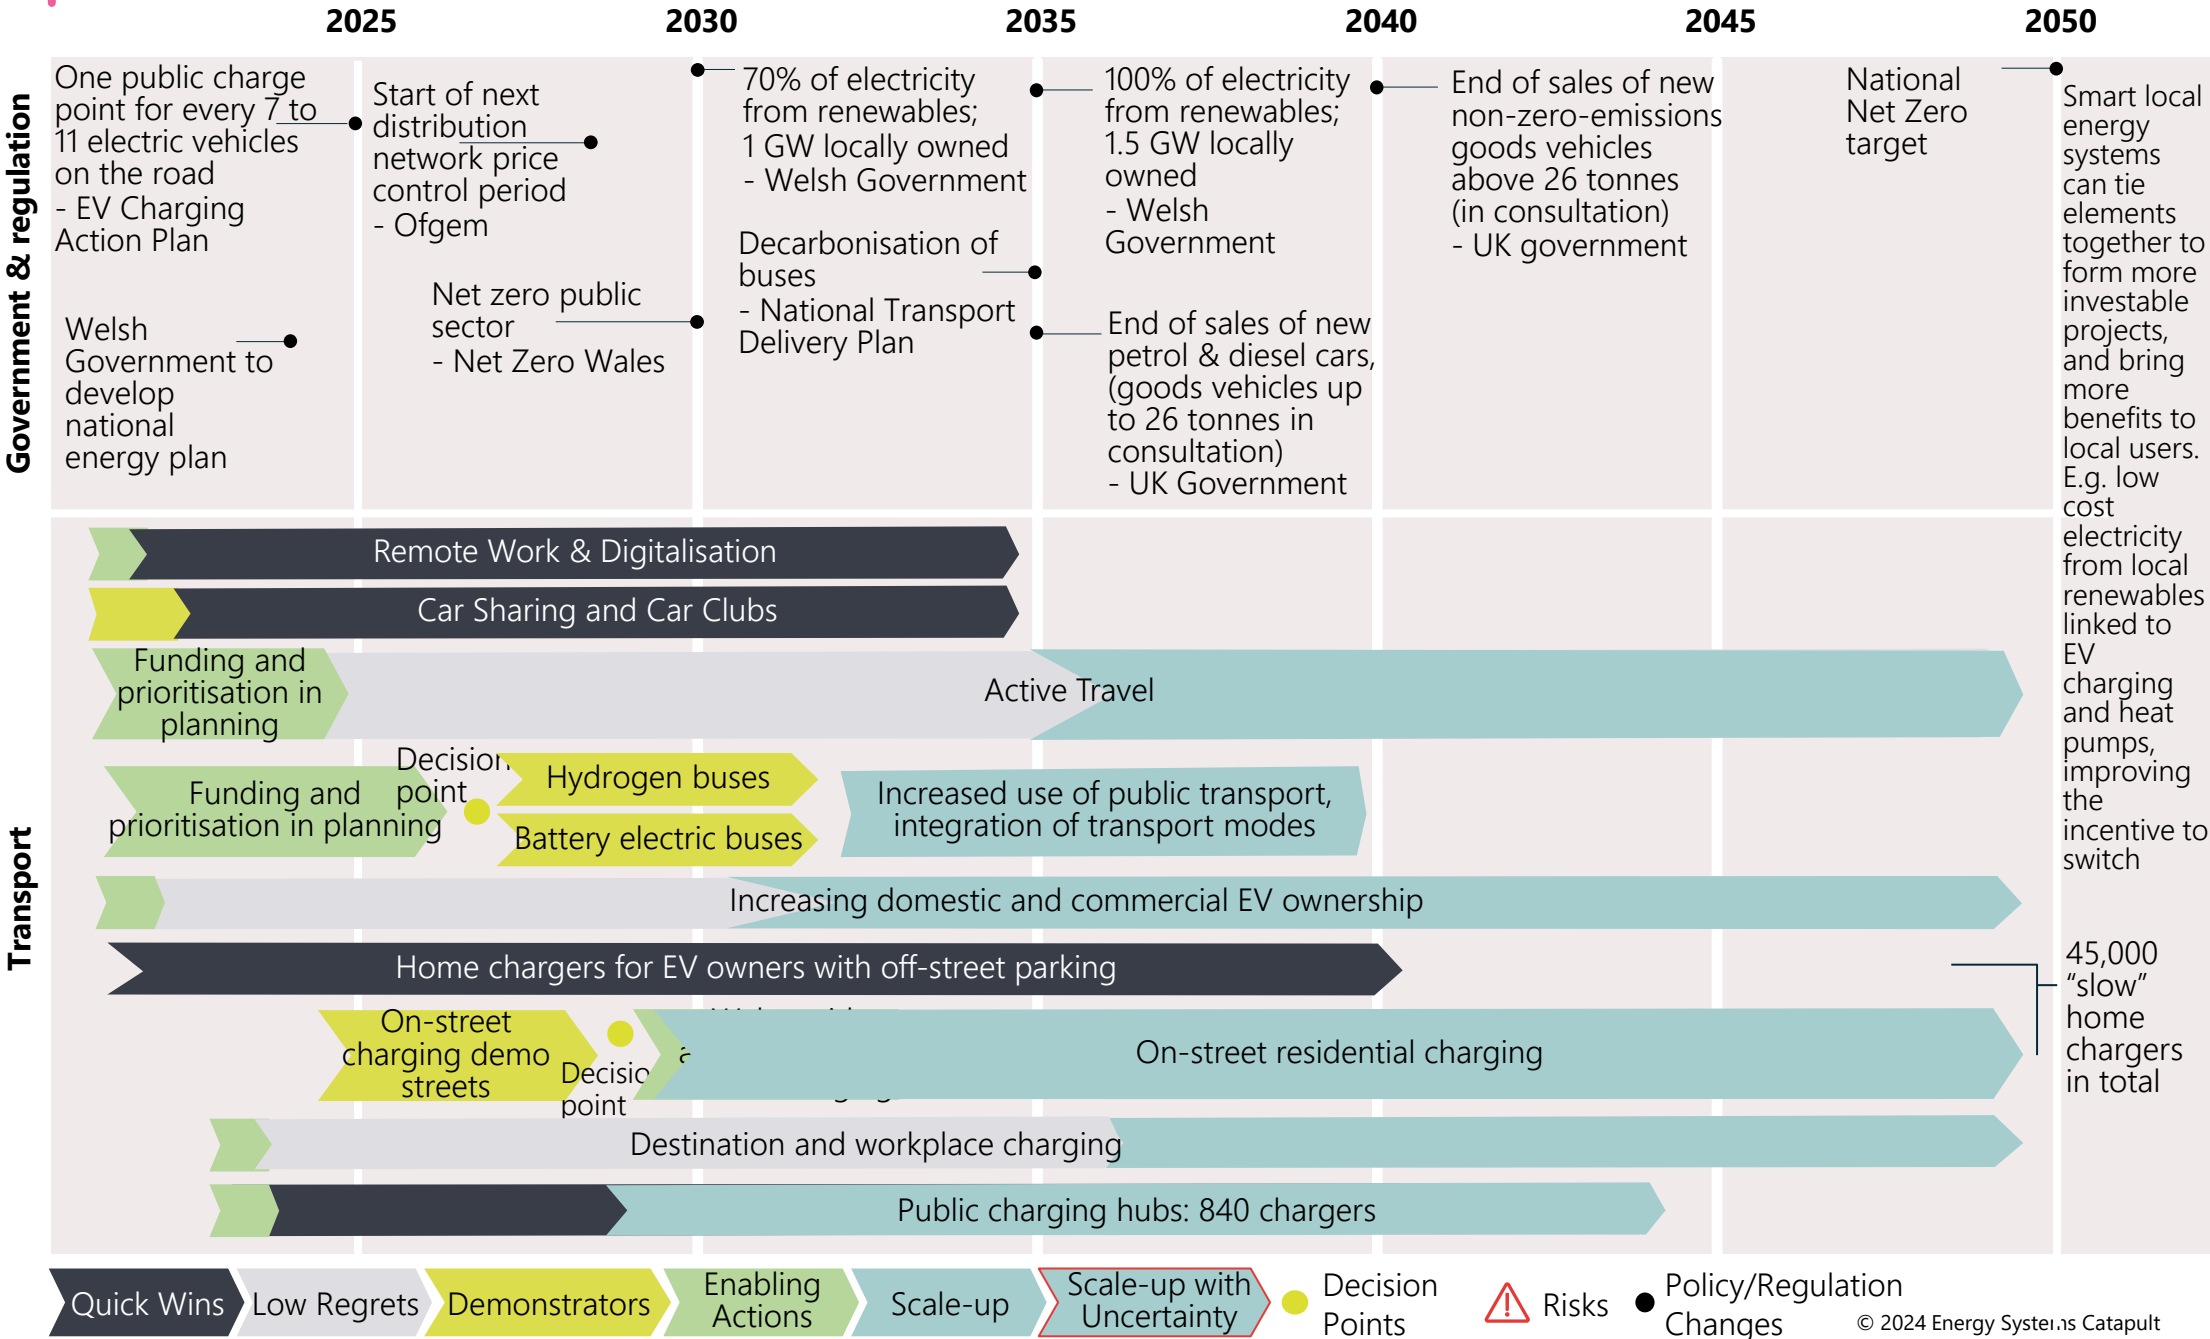 2025
2030
2035
2040
2045
2050
Government & regulation
One public charge
point for every 7 to
11 electric vehicles
on the road
- EV Charging
Action Plan
Welsh
Government to
develop
national
energy plan
Start of next
distribution
network price
control period
- Ofgem
Net zero public
sector
- Net Zero Wales
70% of electricity
from renewables;
1 GW locally owned
- Welsh Government
Decarbonisation of
buses
- National Transport
Delivery Plan
100% of electricity
from renewables;
1.5 GW locally
owned
- Welsh
Government
End of sales of new
petrol & diesel cars,
(goods vehicles up
to 26 tonnes in
consultation)
- UK Government
End of sales of new
non-zero-emissions
goods vehicles
above 26 tonnes
(in consultation)
- UK government
National
Net Zero
target
Smart local
energy
systems
can tie
elements
together to
form more
investable
projects,
and bring
more
benefits to
local users.
E.g. low
cost
electricity
from local
renewables
linked to
EV
charging
and heat
pumps,
improving
the
incentive to
switch
Transport
Remote Work & Digitalisation
Car Sharing and Car Clubs
Funding and
prioritisation in
planning
Active Travel
Funding and
prioritisation in planning
Decision
point
Hydrogen buses
Battery electric buses
Increased use of public transport,
integration of transport modes
Increasing domestic and commercial EV ownership
Home chargers for EV owners with off-street parking
45,000
“slow”
home
chargers
in total
On-street
charging demo
streets
Decisio
point
On-street residential charging
Destination and workplace charging
Public charging hubs: 840 chargers
Quick Wins
Low Regrets
Demonstrators
Enabling
Actions
Scale-up
Scale-up with
Uncertainty
Decision
Points
Risks
Policy/Regulation
Changes
© 2024 Energy Systems Catapult